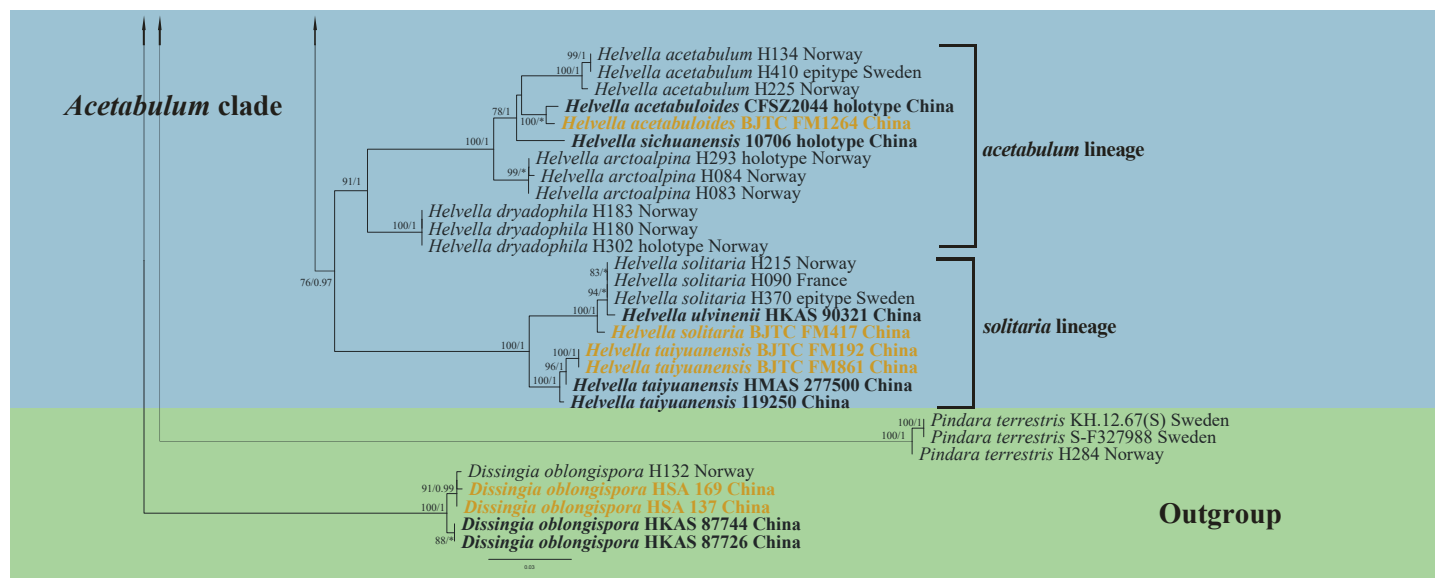 99/1
Helvella acetabulum H134 Norway
100/1
Helvella acetabulum H410 epitype Sweden
Helvella acetabulum H225 Norway
Acetabulum clade
78/1
Helvella acetabuloides CFSZ2044 holotype China
100/*
Helvella acetabuloides BJTC FM1264 China
100/1
Helvella sichuanensis 10706 holotype China
acetabulum lineage
Helvella arctoalpina H293 holotype Norway
99/*
Helvella arctoalpina H084 Norway
91/1
Helvella arctoalpina H083 Norway
Helvella dryadophila H183 Norway
100/1
Helvella dryadophila H180 Norway
Helvella dryadophila H302 holotype Norway
83/*
Helvella solitaria H215 Norway
76/0.97
Helvella solitaria H090 France
94/*
Helvella solitaria H370 epitype Sweden
100/1
Helvella ulvinenii HKAS 90321 China
solitaria lineage
Helvella solitaria BJTC FM417 China
100/1
100/1
Helvella taiyuanensis BJTC FM192 China
96/1
Helvella taiyuanensis BJTC FM861 China
100/1
Helvella taiyuanensis HMAS 277500 China
Helvella taiyuanensis 119250 China
100/1
Pindara terrestris KH.12.67(S) Sweden
100/1
Pindara terrestris S-F327988 Sweden
Pindara terrestris H284 Norway
Dissingia oblongispora H132 Norway
91/0.99
Dissingia oblongispora HSA 169 China
100/1
Dissingia oblongispora HSA 137 China
Outgroup
Dissingia oblongispora HKAS 87744 China
88/*
Dissingia oblongispora HKAS 87726 China
0.03